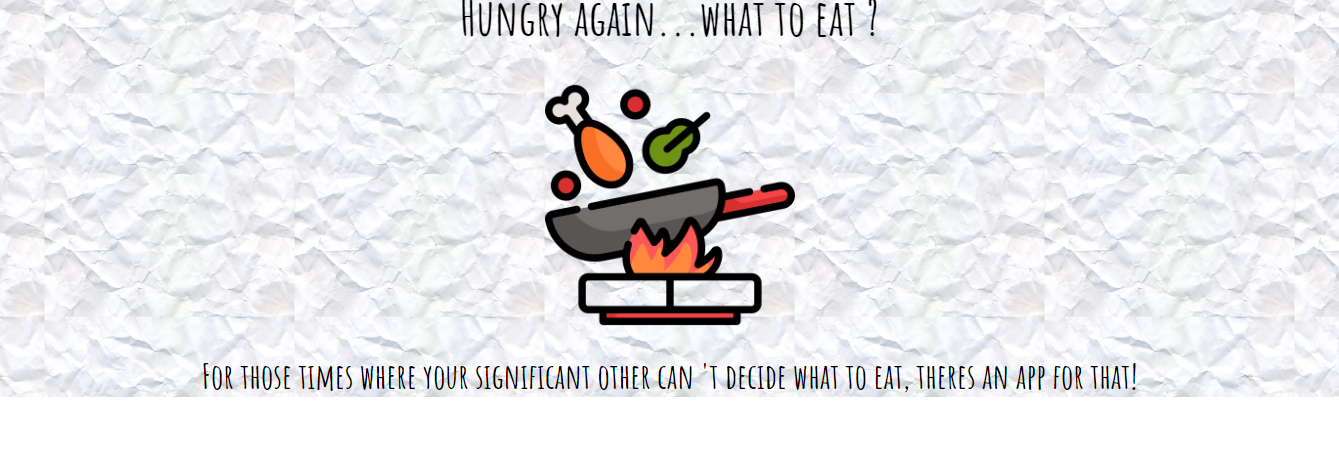 Hungry again...what to eat ?
For those times where your significant other can 't decide what to eat, theres an app for that!